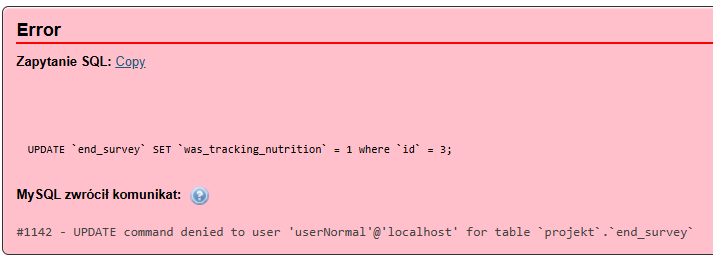 Error
Zapytanie SQL: Copy
UPDATE `end_survey` SET `was_tracking_nutrition` = 1 where `id` = 3;
MySQL zwrócił komunikat:
#1142 - UPDATE command denied to user 'userNormal'@'localhost' for table `projekt`.`end_survey`